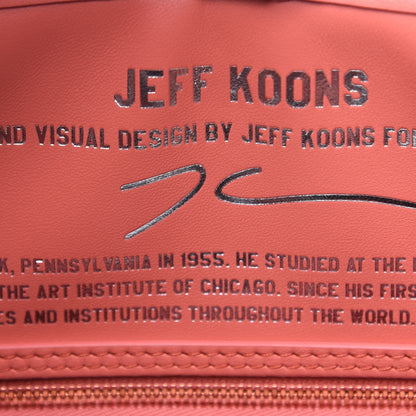 JEFF KOONS
ND VISUAL DESIGN BY JEFF KOONS FO
K, PENNSYLVANIA IN 1955. HE STUDIED AT THE
THE ART INSTITUTE OF CHICAGO. SINCE HIS FIRS
ES AND INSTITUTIONS THROUGHOUT THE WORLD.